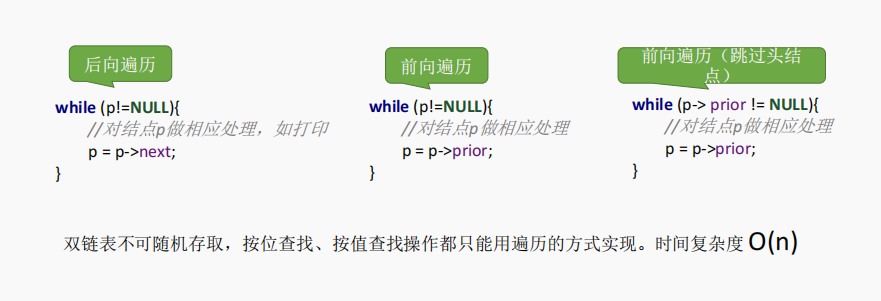 后向遍历
while (p!=NULL){
//对结点p做相应处理，如打印
p = p->next;
}
前向遍历
while (p!=NULL){
//对结点p做相应处理
p = p->prior;
}
前向遍历（跳过头结
点）
while (p-> prior != NULL){
//对结点p做相应处理
p = p->prior;
}
双链表不可随机存取，按位查找、按值查找操作都只能用遍历的方式实现。时间复杂度 O(n)